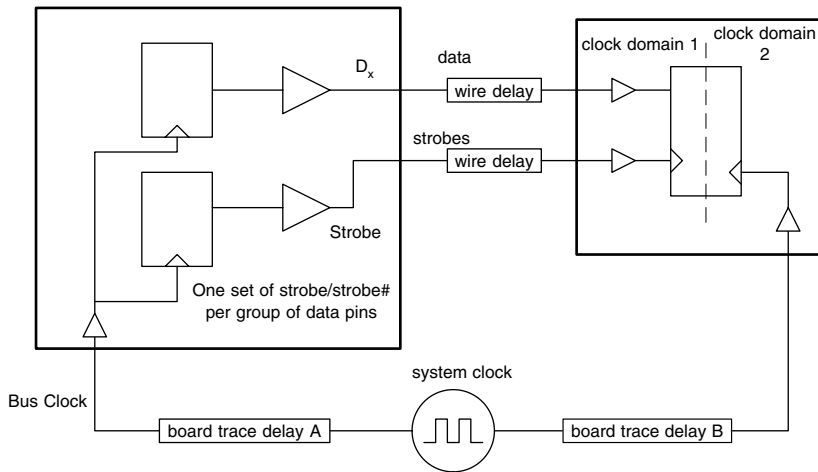 clock domain 1
clock domain
2
data
Dx
wire delay
strobes
wire delay
Strobe
One set of strobe/strobe#
per group of data pins
system clock
Bus Clock
board trace delay A
board trace delay B